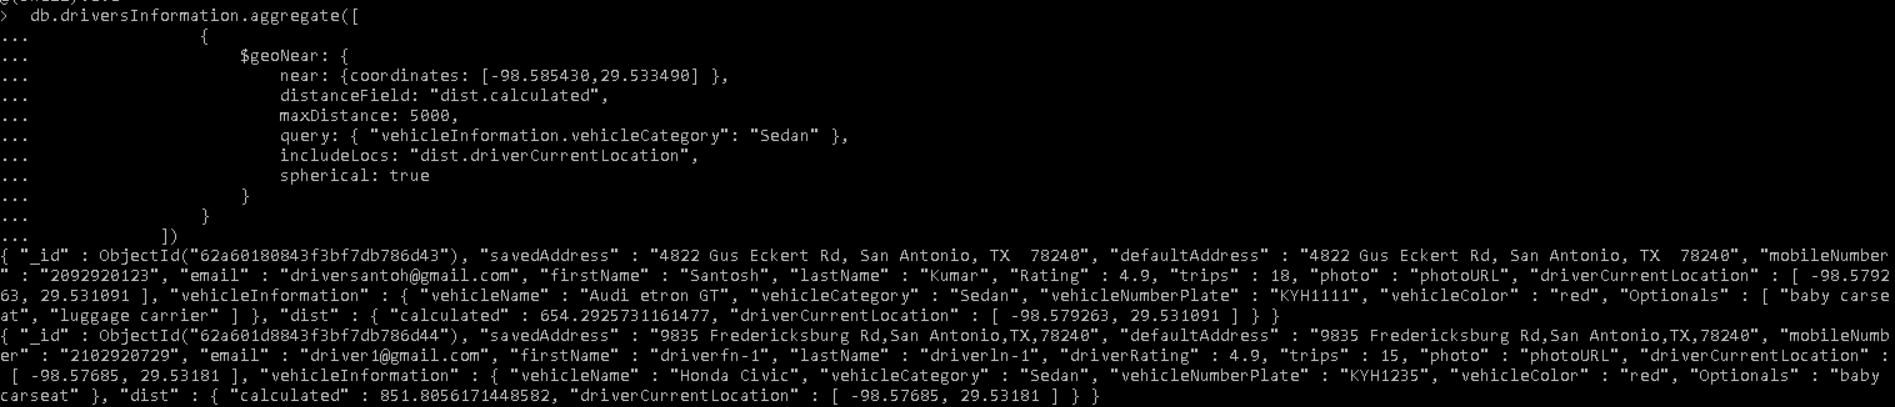 >  db.driversInformation.aggregate([
...                 {
...                     $geoNear: {
...                         near: {coordinates: [-98.585430,29.533490] },
...                         distanceField: "dist.calculated",
...                         maxDistance: 5000,
...                         query: { "vehicleInformation.vehicleCategory": "Sedan" },
...                         includeLocs: "dist.driverCurrentLocation",
...                         spherical: true
...                     }
...                 }
...             ])
{ "_id" : ObjectId("62a60180843f3bf7db786d43"), "savedAddress" : "4822 Gus Eckert Rd, San Antonio, TX  78240", "defaultAddress" : "4822 Gus Eckert Rd, San Antonio, TX  78240", "mobileNumber
" : "2092920123", "email" : "driversantoh@gmail.com", "firstName" : "Santosh", "lastName" : "Kumar", "Rating" : 4.9, "trips" : 18, "photo" : "photoURL", "driverCurrentLocation" : [ -98.5792
63, 29.531091 ], "vehicleInformation" : { "vehicleName" : "Audi etron GT", "vehicleCategory" : "Sedan", "vehicleNumberPlate" : "KYH1111", "vehicleColor" : "red", "Optionals" : [ "baby carse
at", "luggage carrier" ] }, "dist" : { "calculated" : 654.2925731161477, "driverCurrentLocation" : [ -98.579263, 29.531091 ] } }
{ "_id" : ObjectId("62a601d8843f3bf7db786d44"), "savedAddress" : "9835 Fredericksburg Rd,San Antonio,TX,78240", "defaultAddress" : "9835 Fredericksburg Rd,San Antonio,TX,78240", "mobileNumb
er" : "2102920729", "email" : "driver1@gmail.com", "firstName" : "driverfn-1", "lastName" : "driverln-1", "driverRating" : 4.9, "trips" : 15, "photo" : "photoURL", "driverCurrentLocation" :
 [ -98.57685, 29.53181 ], "vehicleInformation" : { "vehicleName" : "Honda Civic", "vehicleCategory" : "Sedan", "vehicleNumberPlate" : "KYH1235", "vehicleColor" : "red", "Optionals" : "baby
carseat" }, "dist" : { "calculated" : 851.8056171448582, "driverCurrentLocation" : [ -98.57685, 29.53181 ] } }